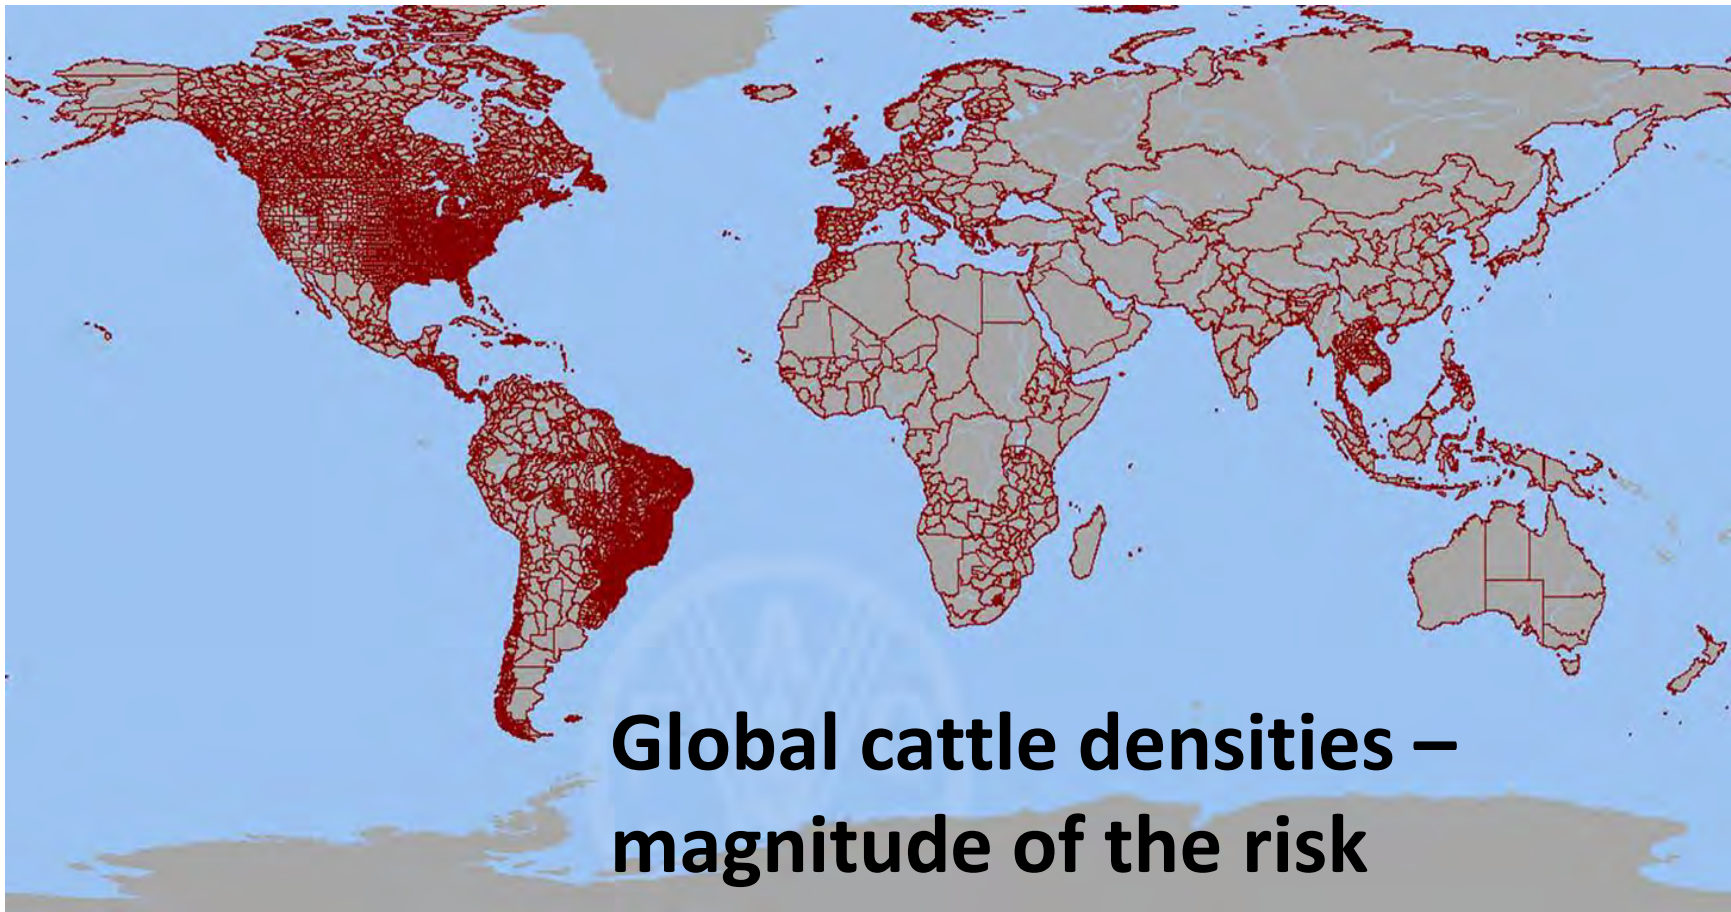 Global cattle densities –
magnitude of the risk